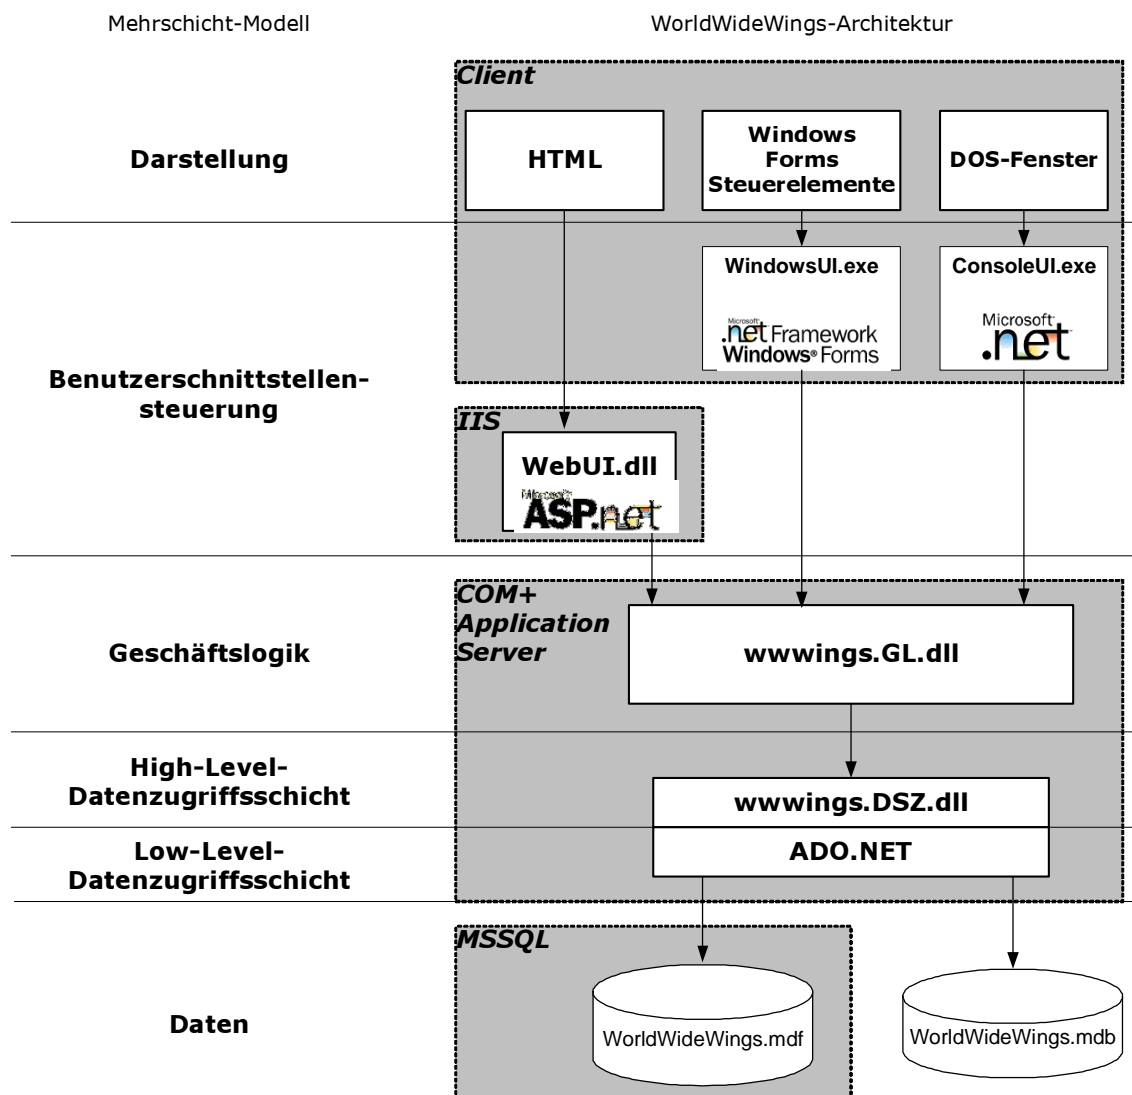 Mehrschicht-Modell
WorldWideWings-Architektur
Client
Darstellung
HTML
Windows
Forms
Steuerelemente
DOS-Fenster
WindowsUI.exe
Microsoft
.net Framework
Windows® Forms
ConsoleUI.exe
Microsoft
.net
Benutzerschnittstellen-
steuerung
IIS
WebUI.dll
Microsoft
ASP.net
COM+
Application
Server
Geschäftslogik
wwwings.GL.dll
High-Level-
Datenzugriffsschicht
wwwings.DSZ.dll
Low-Level-
Datenzugriffsschicht
ADO.NET
MSSQL
Daten
WorldWideWings.mdf
WorldWideWings.mdb